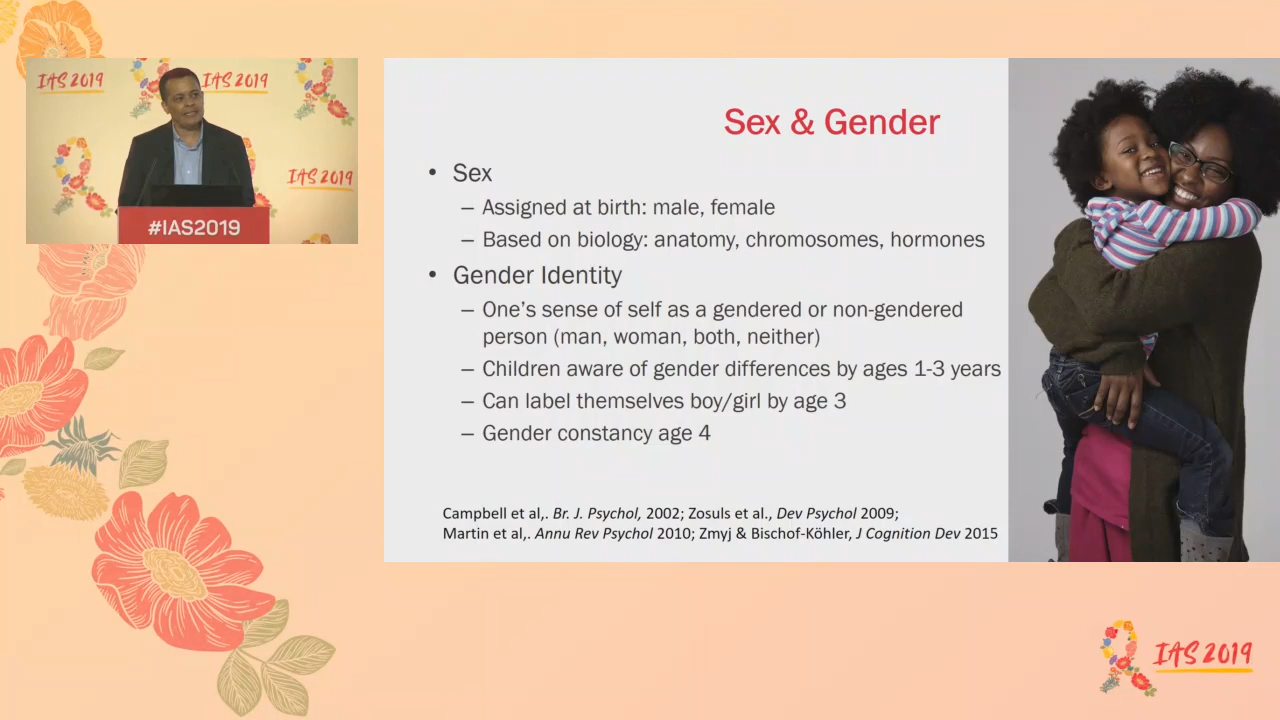 IAS 2019
IAS 2019
IAS 2019
#IAS2019
Sex & Gender
• Sex
– Assigned at birth: male, female
– Based on biology: anatomy, chromosomes, hormones
• Gender Identity
– One’s sense of self as a gendered or non-gendered
person (man, woman, both, neither)
– Children aware of gender differences by ages 1-3 years
– Can label themselves boy/girl by age 3
– Gender constancy age 4
Campbell et al,. Br. J. Psychol, 2002; Zosuls et al., Dev Psychol 2009;
Martin et al,. Annu Rev Psychol 2010; Zmyj & Bischof-Köhler, J Cognition Dev 2015
IAS 2019